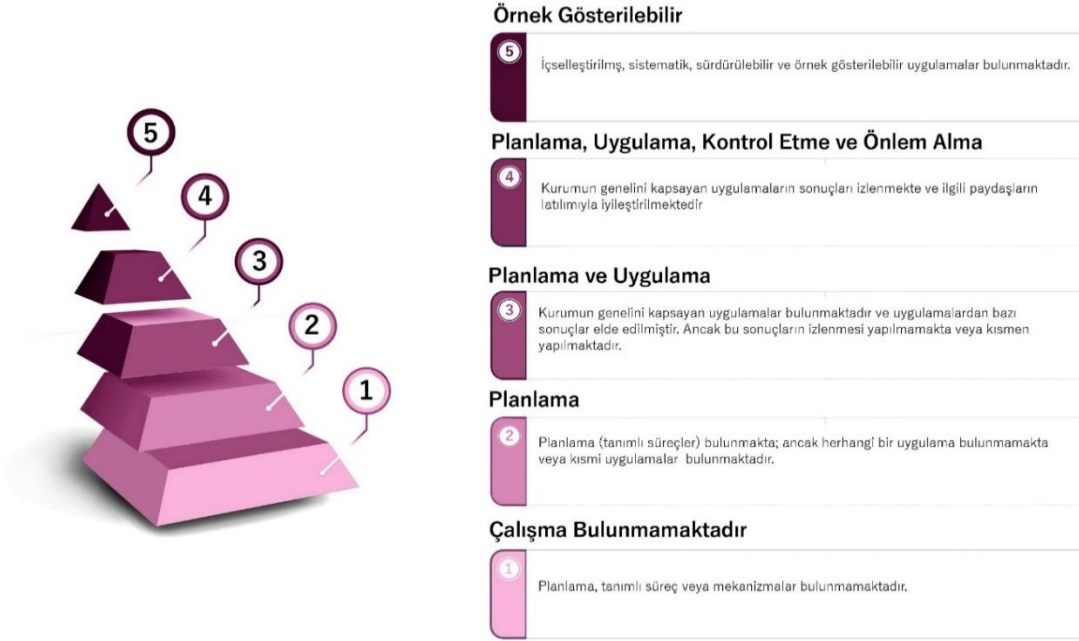 5
4
3
2
1
Örnek Gösterilebilir
5
İçselleştirilmş, sistematik, sürdürülebilir ve örnek gösterilebilir uygulamalar bulunmaktadır.
Planlama, Uygulama, Kontrol Etme ve Önlem Alma
4
Kurumun genelini kapsayan uygulamaların sonuçları izlenmekte ve ilgili paydaşların
latılımıyla iyileştirilmektedir
Planlama ve Uygulama
3
Kurumun genelini kapsayan uygulamalar bulunmaktadır ve uygulamalardan bazı
sonuçlar elde edilmiştir. Ancak bu sonuçların izlenmesi yapılmamakta veya kısmen
yapılmaktadır.
Planlama
2
Planlama (tanımlı süreçler) bulunmakta; ancak herhangi bir uygulama bulunmamakta
veya kısmi uygulamalar bulunmaktadır.
Çalışma Bulunmamaktadır
1
Planlama, tanımlı süreç veya mekanizmalar bulunmamaktadır.